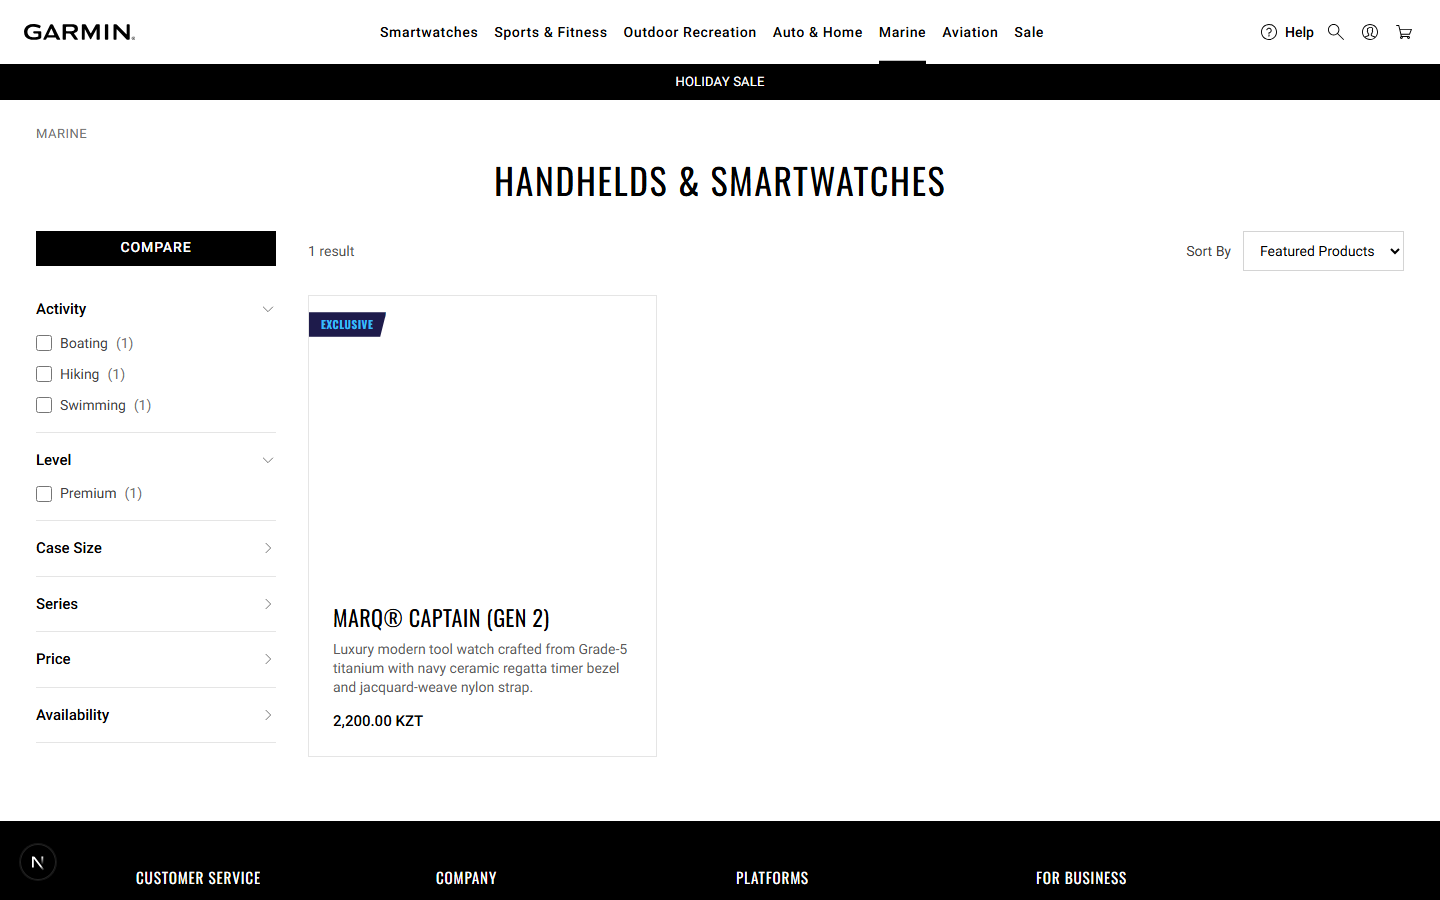 GARMIN
Smartwatches
Sports & Fitness
Outdoor Recreation
Auto & Home
Marine
Aviation
Sale
Help
HOLIDAY SALE
MARINE
HANDHELDS & SMARTWATCHES
COMPARE
1 result
Sort By
Featured Products
Activity
Boating (1)
Hiking (1)
Swimming (1)
Level
Premium (1)
Case Size
Series
Price
Availability
EXCLUSIVE
MARQ® CAPTAIN (GEN 2)
Luxury modern tool watch crafted from Grade-5
titanium with navy ceramic regatta timer bezel
and jacquard-weave nylon strap.
2,200.00 KZT
N
CUSTOMER SERVICE
COMPANY
PLATFORMS
FOR BUSINESS